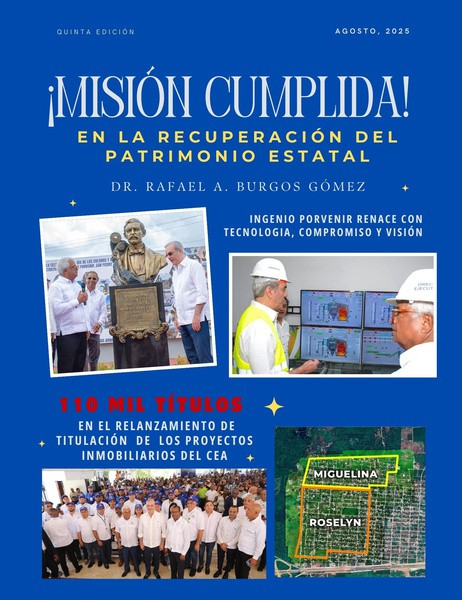 QUINTA EDICIÓN
AGOSTO, 2025
¡MISIÓN CUMPLIDA!
EN LA RECUPERACIÓN DEL
PATRIMONIO ESTATAL
DR. RAFAEL A. BURGOS GÓMEZ
INGENIO PORVENIR RENACE CON
TECNOLOGIA, COMPROMISO Y VISIÓN
110 MIL TÍTULOS
EN EL RELANZAMIENTO DE
TITULACIÓN DE LOS PROYECTOS
INMOBILIARIOS DEL CEA
MIGUELINA
ROSELYN